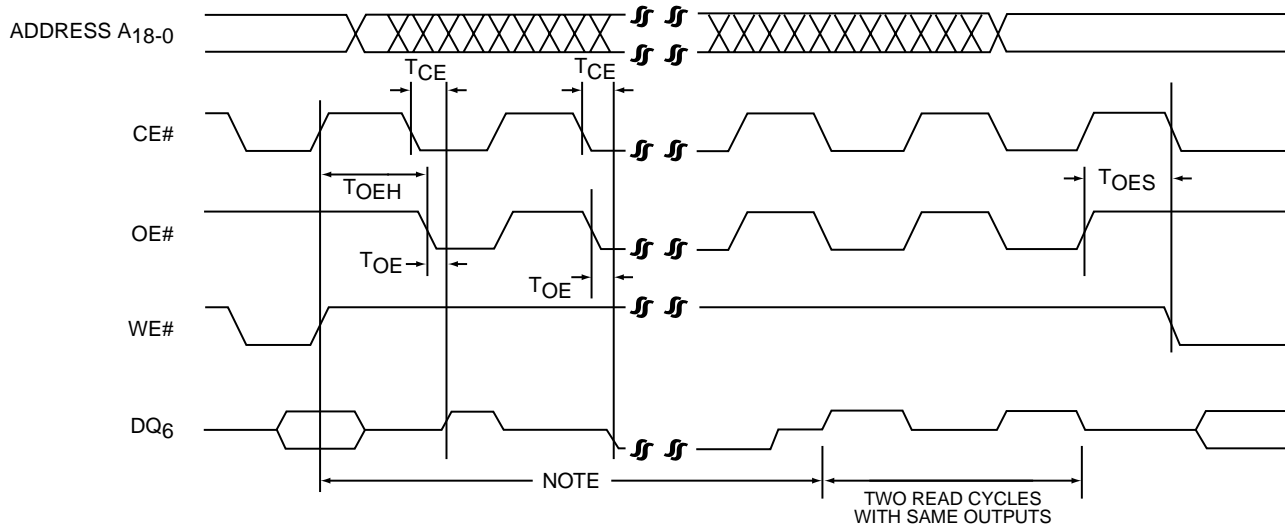 ADDRESS A18-0
TCE
TCE
CE#
TOEH
TOES
OE#
TOE
TOE
WE#
DQ6
NOTE
TWO READ CYCLES
WITH SAME OUTPUTS